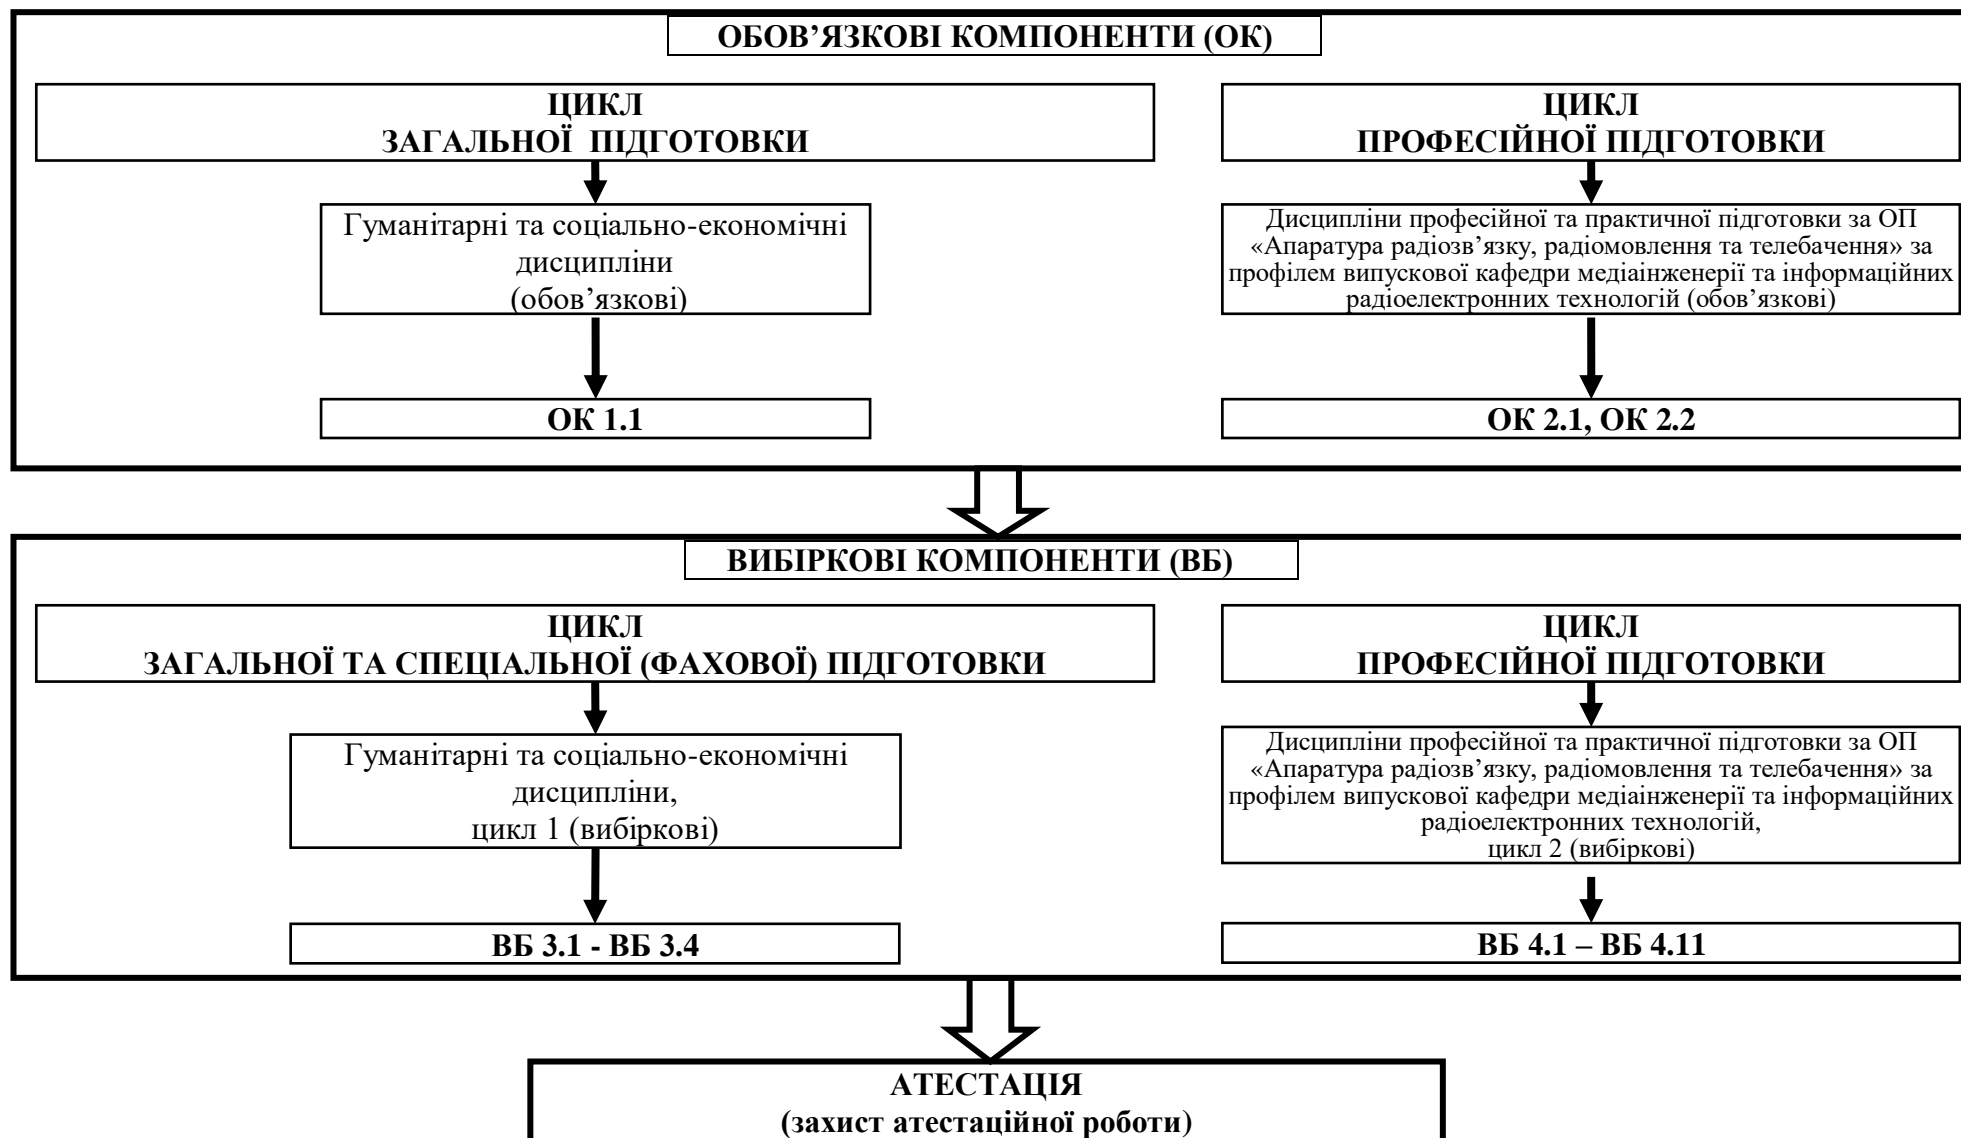 ОБОВ’ЯЗКОВІ КОМПОНЕНТИ (ОК)
ЦИКЛ
ЗАГАЛЬНОЇ ПІДГОТОВКИ
Гуманітарні та соціально-економічні
дисципліни
(обов’язкові)
ОК 1.1
ЦИКЛ
ПРОФЕСІЙНОЇ ПІДГОТОВКИ
Дисципліни професійної та практичної підготовки за ОП
«Апаратура радіозв’язку, радіомовлення та телебачення» за
профілем випускової кафедри медіаінженерії та інформаційних
радіоелектронних технологій (обов’язкові)
ОК 2.1, ОК 2.2
ВИБІРКОВІ КОМПОНЕНТИ (ВБ)
ЦИКЛ
ЗАГАЛЬНОЇ ТА СПЕЦІАЛЬНОЇ (ФАХОВОЇ) ПІДГОТОВКИ
Гуманітарні та соціально-економічні
дисципліни,
цикл 1 (вибіркові)
ВБ 3.1 - ВБ 3.4
ЦИКЛ
ПРОФЕСІЙНОЇ ПІДГОТОВКИ
Дисципліни професійної та практичної підготовки за ОП
«Апаратура радіозв’язку, радіомовлення та телебачення» за
профілем випускової кафедри медіаінженерії та інформаційних
радіоелектронних технологій,
цикл 2 (вибіркові)
ВБ 4.1 – ВБ 4.11
АТЕСТАЦІЯ
(захист атестаційної роботи)